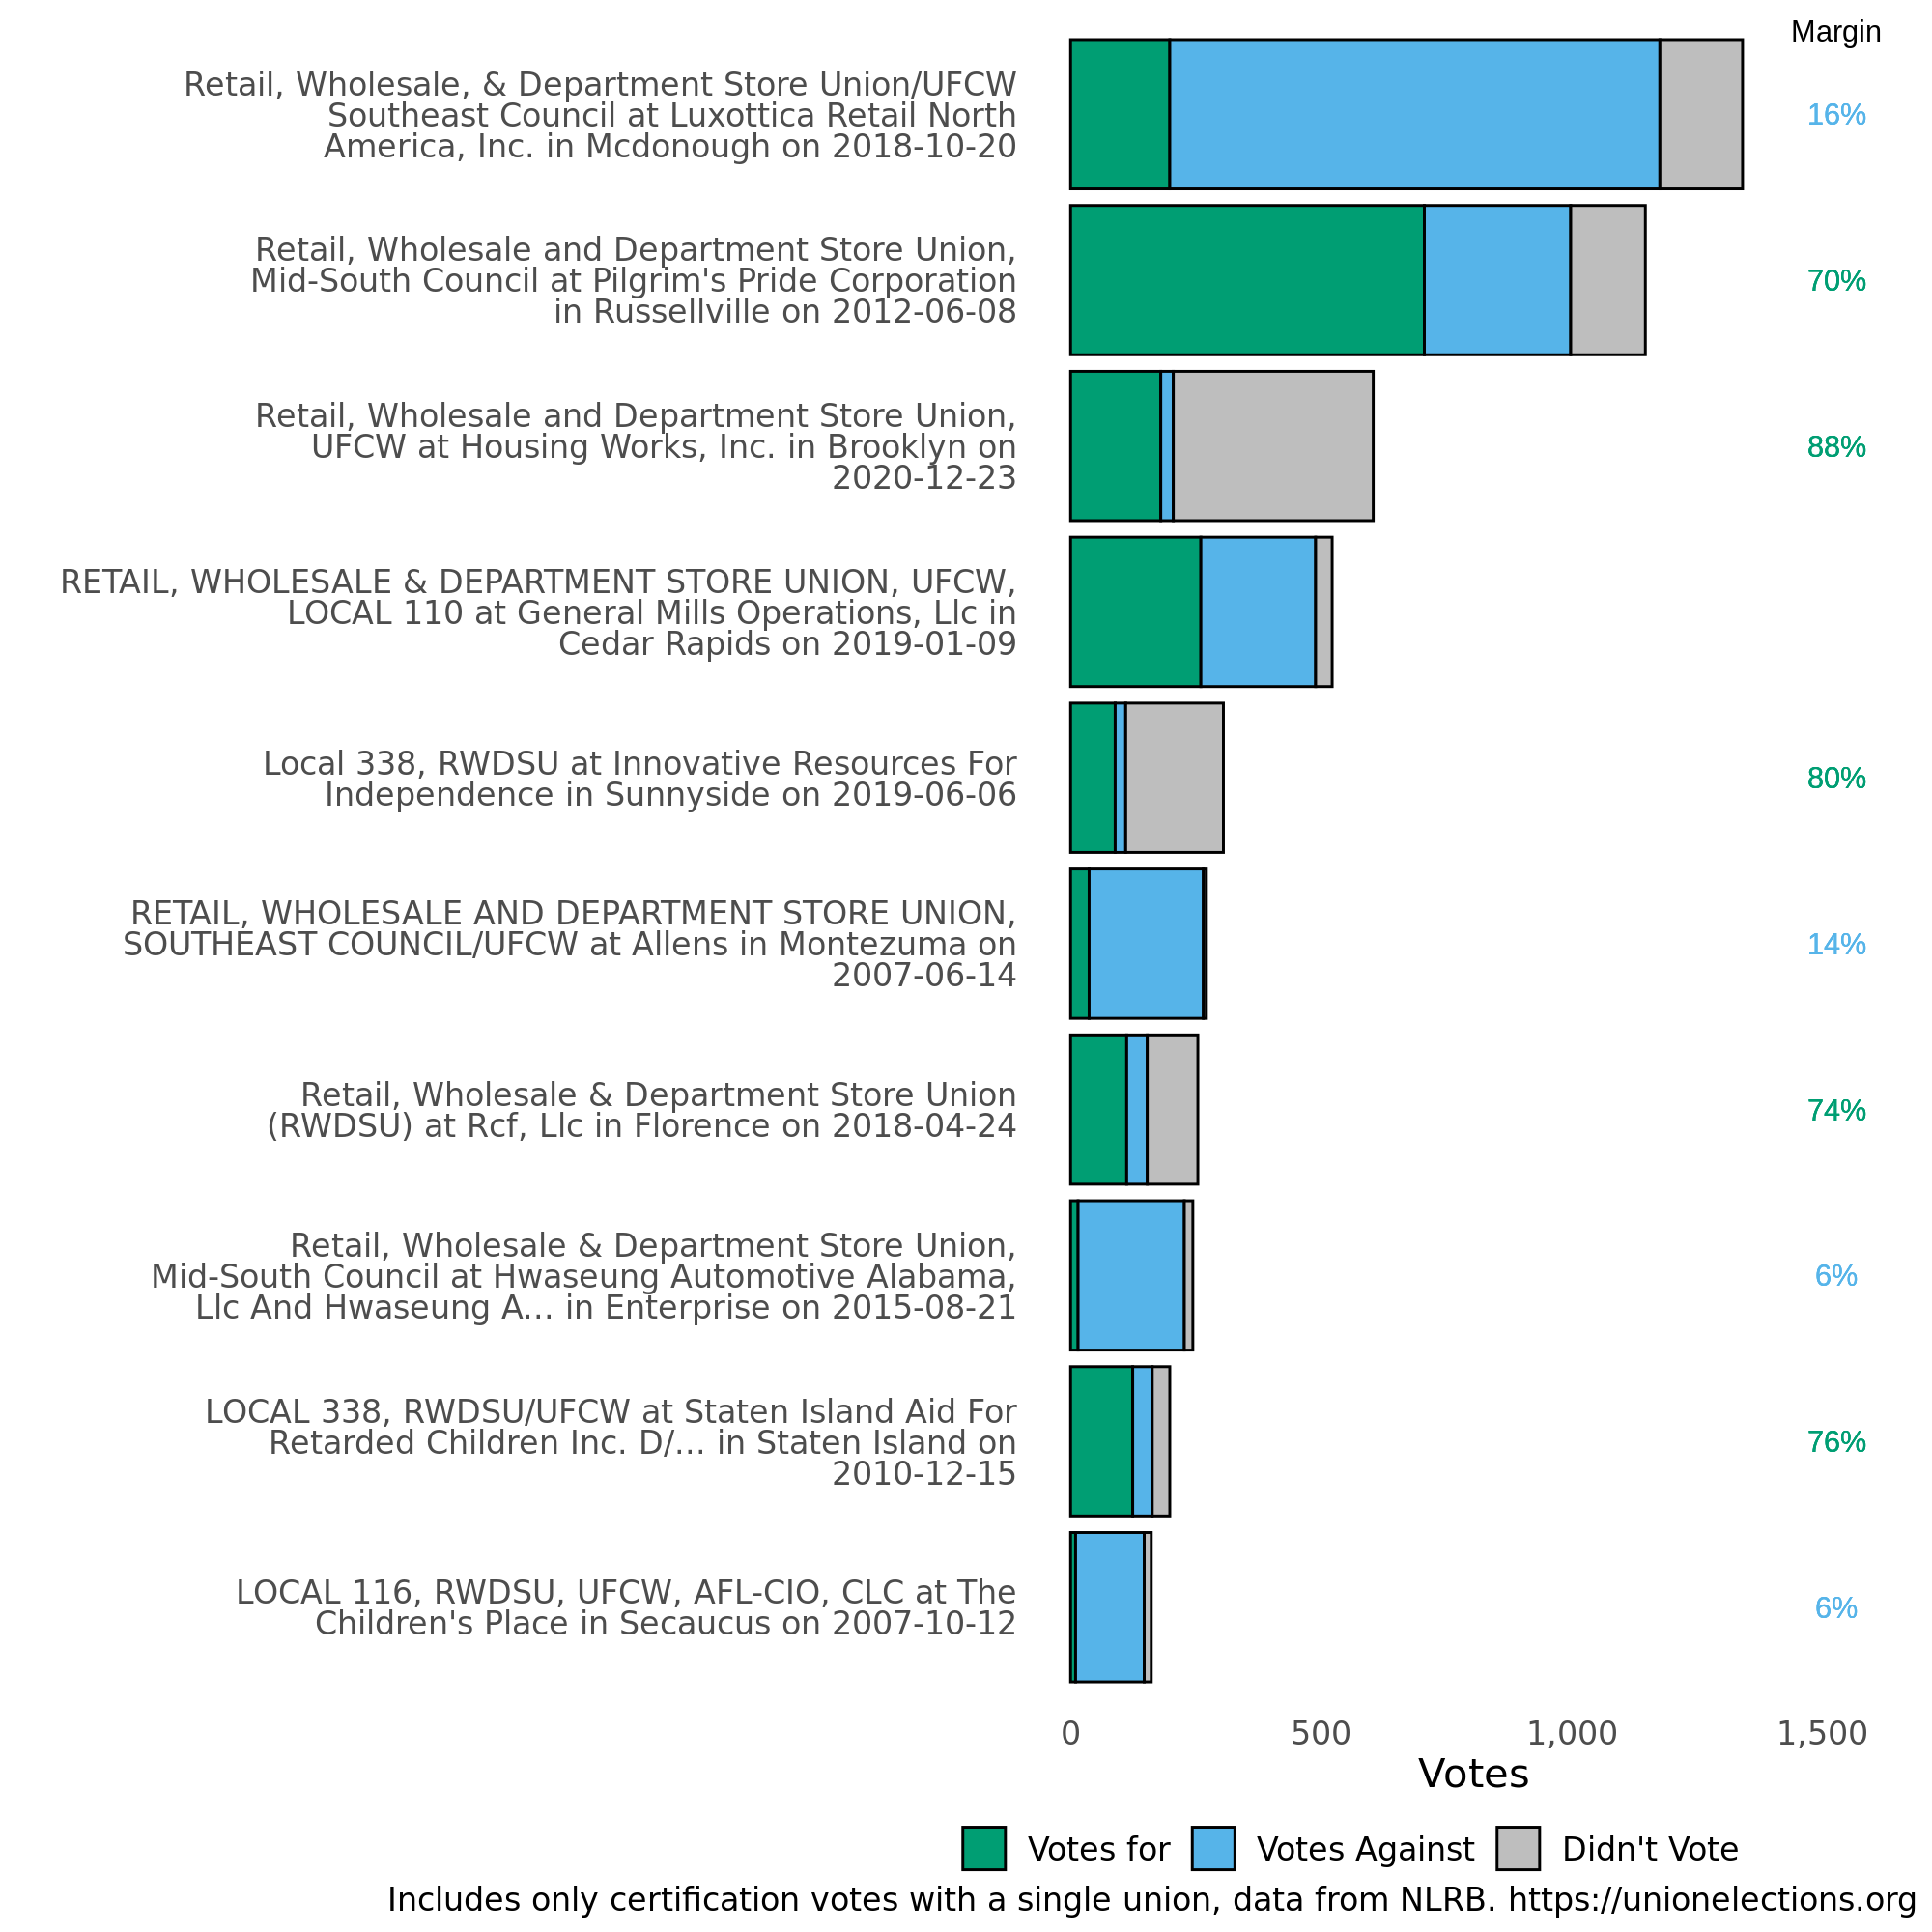 Margin
Retail, Wholesale, & Department Store Union/UFCW
Southeast Council at Luxottica Retail North
America, Inc. in Mcdonough on 2018-10-20
16%
Retail, Wholesale and Department Store Union,
Mid-South Council at Pilgrim's Pride Corporation
in Russellville on 2012-06-08
70%
Retail, Wholesale and Department Store Union,
UFCW at Housing Works, Inc. in Brooklyn on
2020-12-23
88%
RETAIL, WHOLESALE & DEPARTMENT STORE UNION, UFCW,
LOCAL 110 at General Mills Operations, Llc in
Cedar Rapids on 2019-01-09
Local 338, RWDSU at Innovative Resources For
Independence in Sunnyside on 2019-06-06
80%
RETAIL, WHOLESALE AND DEPARTMENT STORE UNION,
SOUTHEAST COUNCIL/UFCW at Allens in Montezuma on
2007-06-14
14%
Retail, Wholesale & Department Store Union
(RWDSU) at Rcf, Llc in Florence on 2018-04-24
74%
Retail, Wholesale & Department Store Union,
Mid-South Council at Hwaseung Automotive Alabama,
Llc And Hwaseung A... in Enterprise on 2015-08-21
6%
LOCAL 338, RWDSU/UFCW at Staten Island Aid For
Retarded Children Inc. D/... in Staten Island on
2010-12-15
76%
LOCAL 116, RWDSU, UFCW, AFL-CIO, CLC at The
Children's Place in Secaucus on 2007-10-12
6%
0 500 1,000 1,500
Votes
Votes for Votes Against Didn't Vote
Includes only certification votes with a single union, data from NLRB. https://unionelections.org